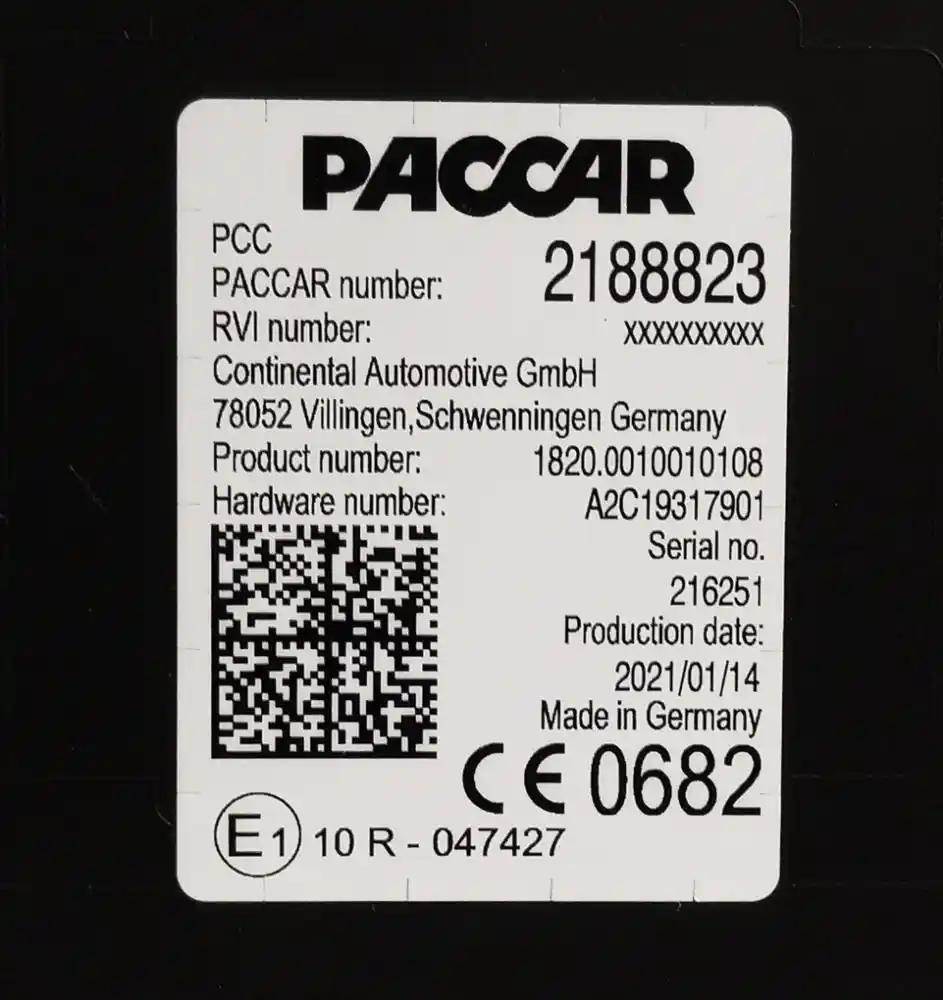 PACCAR
PCC
PACCAR number: 2188823
RVI number: xxxxxxxxxx
Continental Automotive GmbH
78052 Villingen,Schwenningen Germany
Product number: 1820.0010010108
Hardware number: A2C19317901
Serial no.
216251
Production date:
2021/01/14
Made in Germany
CE 0682
E1 10 R - 047427